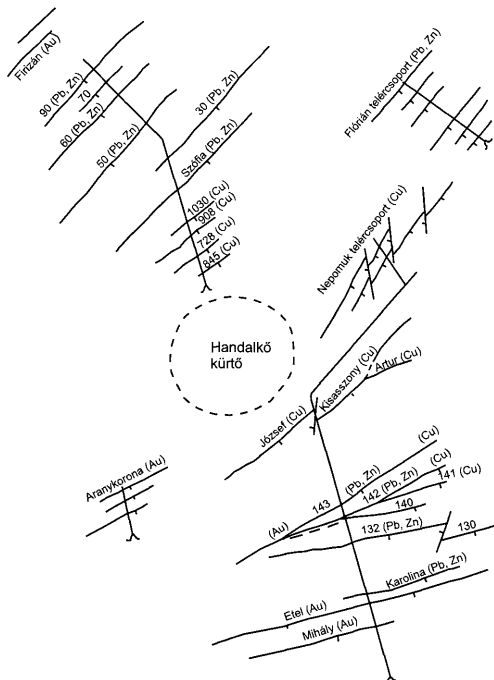 Firizán (Au)
90 (Pb, Zn)
70
60 (Pb, Zn)
50 (Pb, Zn)
30 (Pb, Zn)
Szófia (Pb, Zn)
1030 (Cu)
908 (Cu)
728 (Cu)
845 (Cu)
Flórián telércsoport (Pb, Zn)
Nepomuk telércsoport (Cu)
Handalkő
kürtő
Kisasszony (Cu)
Artur (Cu)
József (Cu)
Aranykorona (Au)
(Au)
143
(Pb, Zn)
(Cu)
142 (Pb, Zn)
(Cu)
141 (Cu)
140
132 (Pb, Zn)
130
Karolina (Pb, Zn)
Etel (Au)
Mihály (Au)